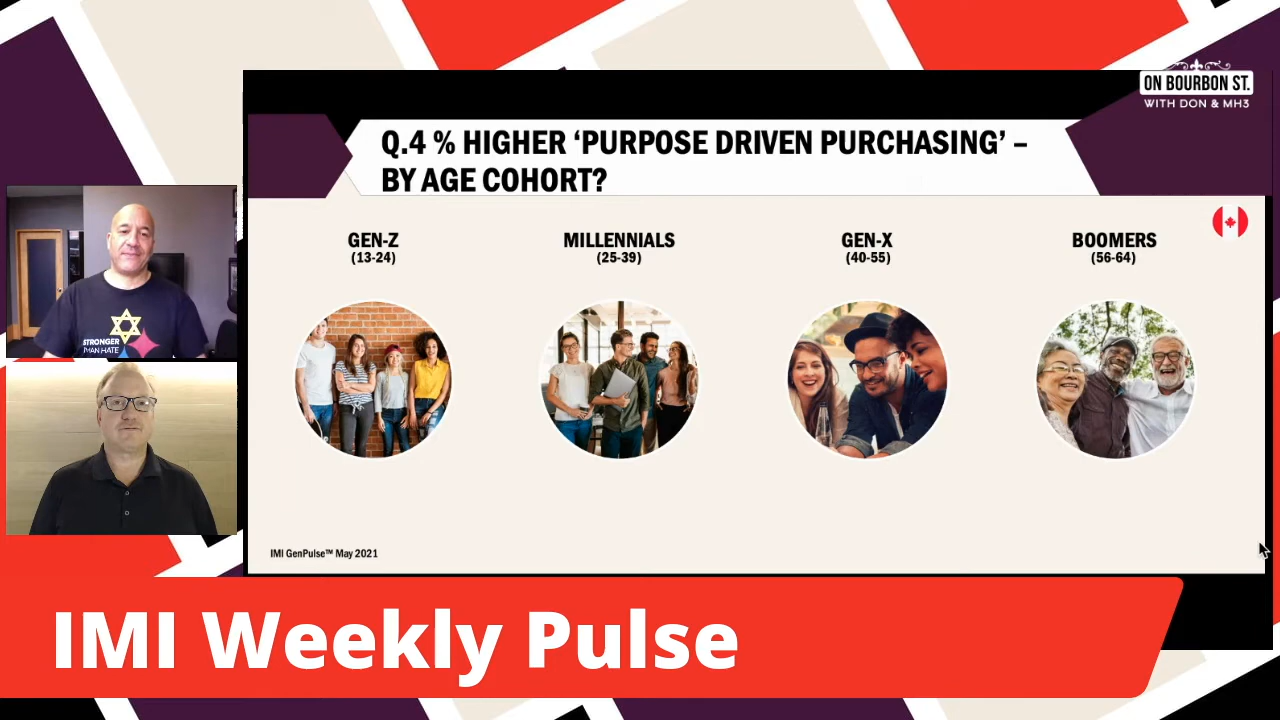 ON BOURBON ST.
WITH DON & MH3
Q.4 % HIGHER ‘PURPOSE DRIVEN PURCHASING’ –
BY AGE COHORT?
GEN-Z
(13-24)
MILLENNIALS
(25-39)
GEN-X
(40-55)
BOOMERS
(56-64)
STRONGER
HAN HATE
IMI GenPulse™ May 2021
IMI Weekly Pulse